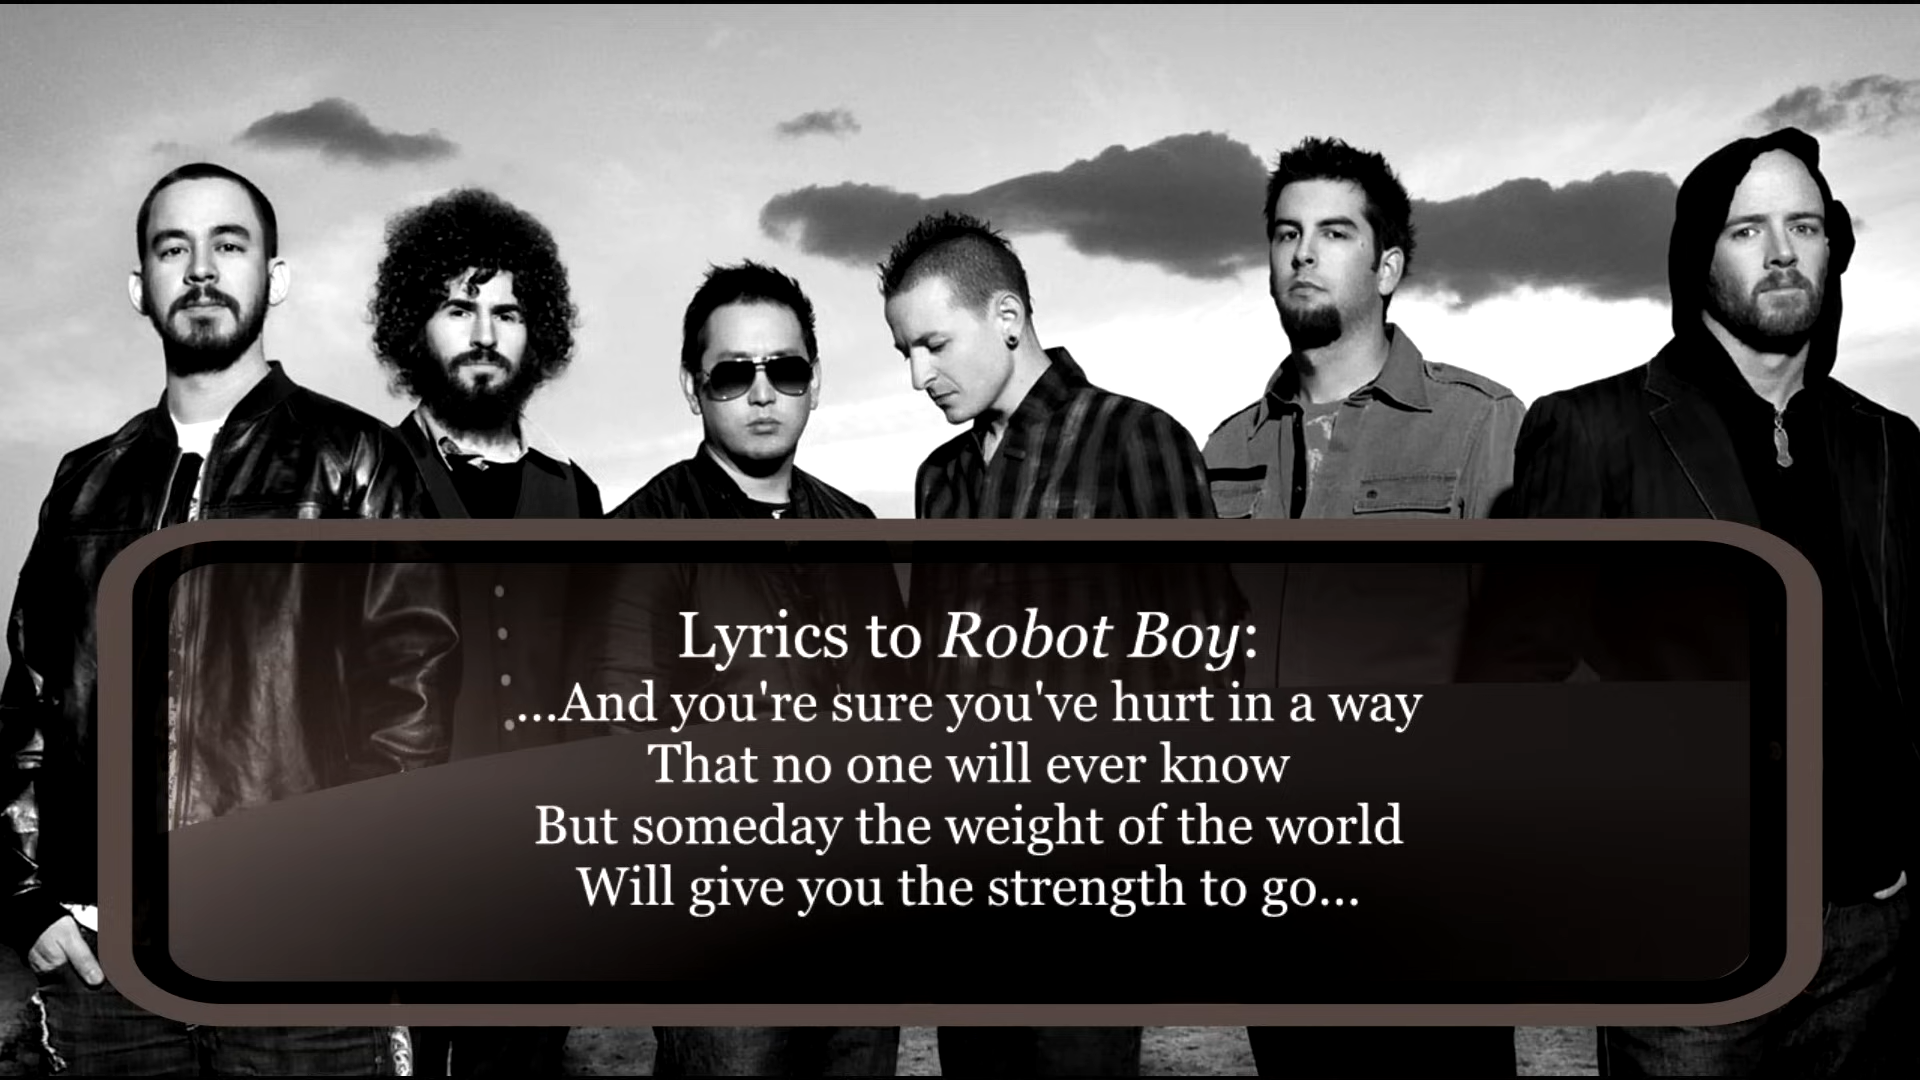 Lyrics to Robot Boy:
...And you're sure you've hurt in a way
That no one will ever know
But someday the weight of the world
Will give you the strength to go...